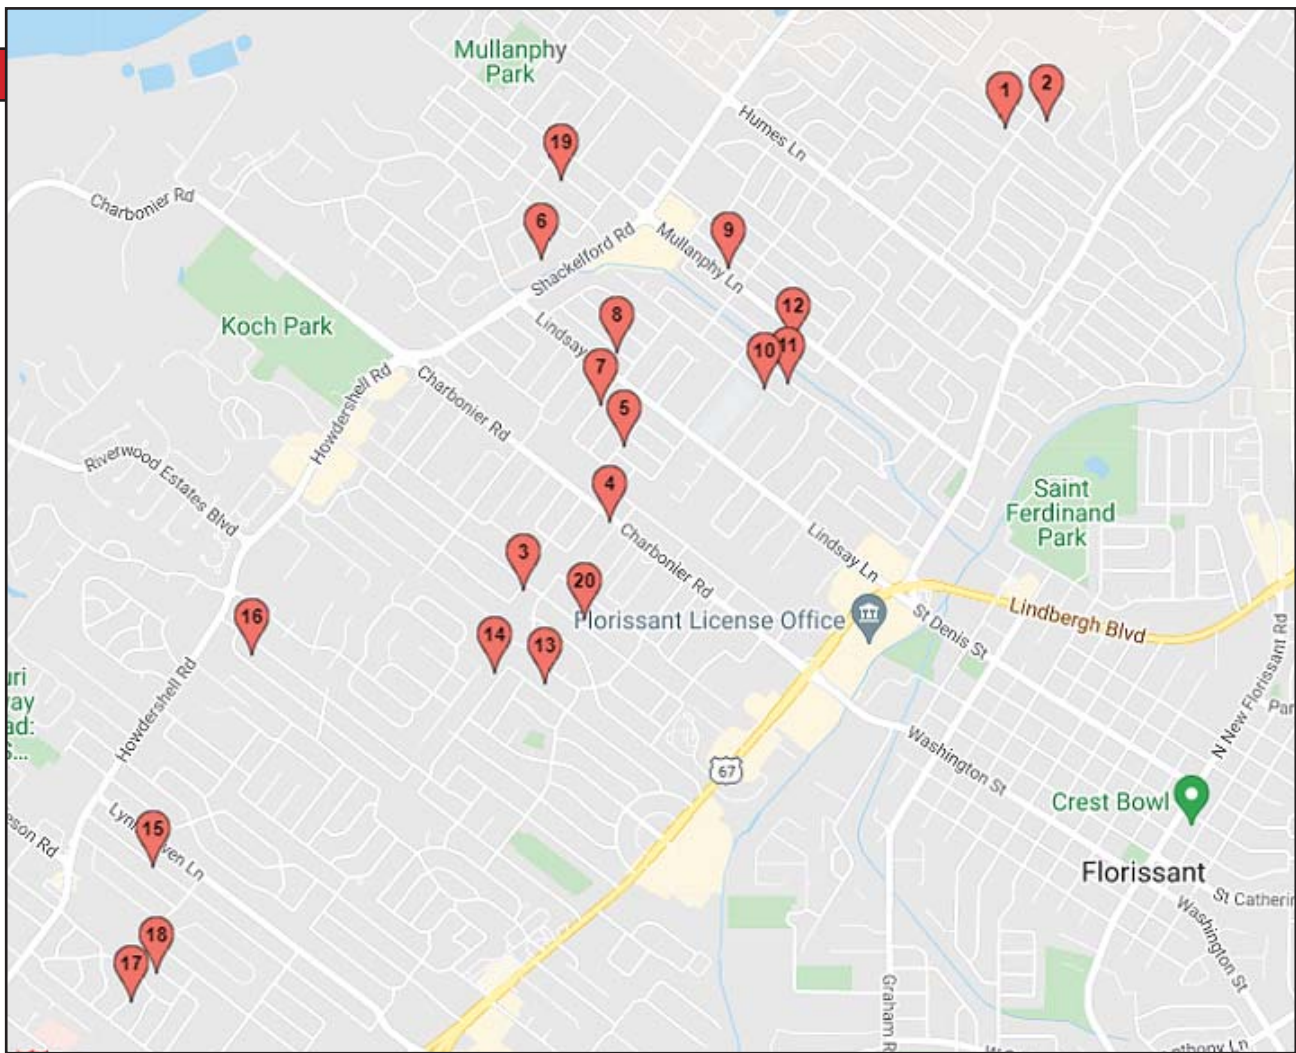 Mullanphy
Park
1
2
Humes Ln
19
Charbonier Rd
6
Shackelford Rd
Mullanphy Ln
9
12
8
Lindsay
Koch Park
10
11
7
Charbonier Rd
Howdershell Rd
5
Riverwood Estates Blvd
4
Saint
Ferdinand
Park
Lindsay Ln
3
Charbonier Rd
20
Florissant License Office
16
14
13
St Denis St
Lindbergh Blvd
N New Florissant Rd
Howdershell Rd
67
Washington St
Crest Bowl
15
Florissant
St Catherin
Washington St
18
17
Graham R